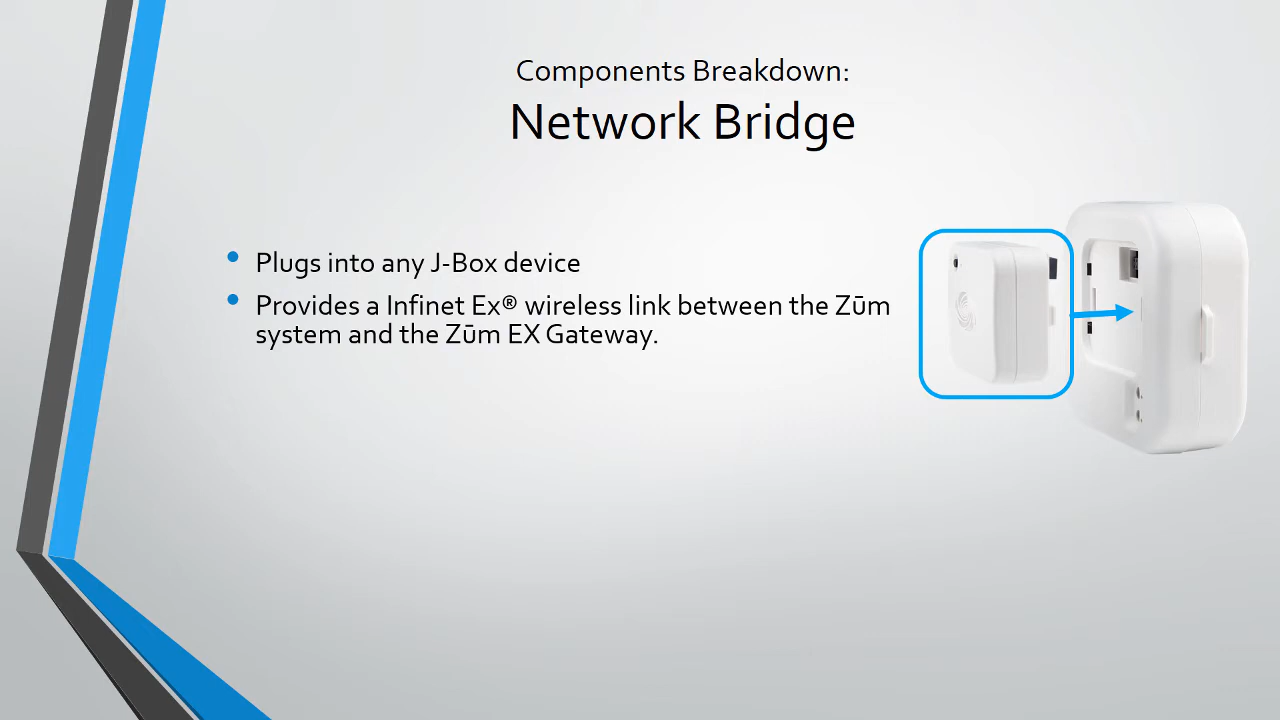 Components Breakdown:
Network Bridge
Plugs into any J-Box device
Provides a Infinet Ex® wireless link between the Zūm
system and the Zūm EX Gateway.